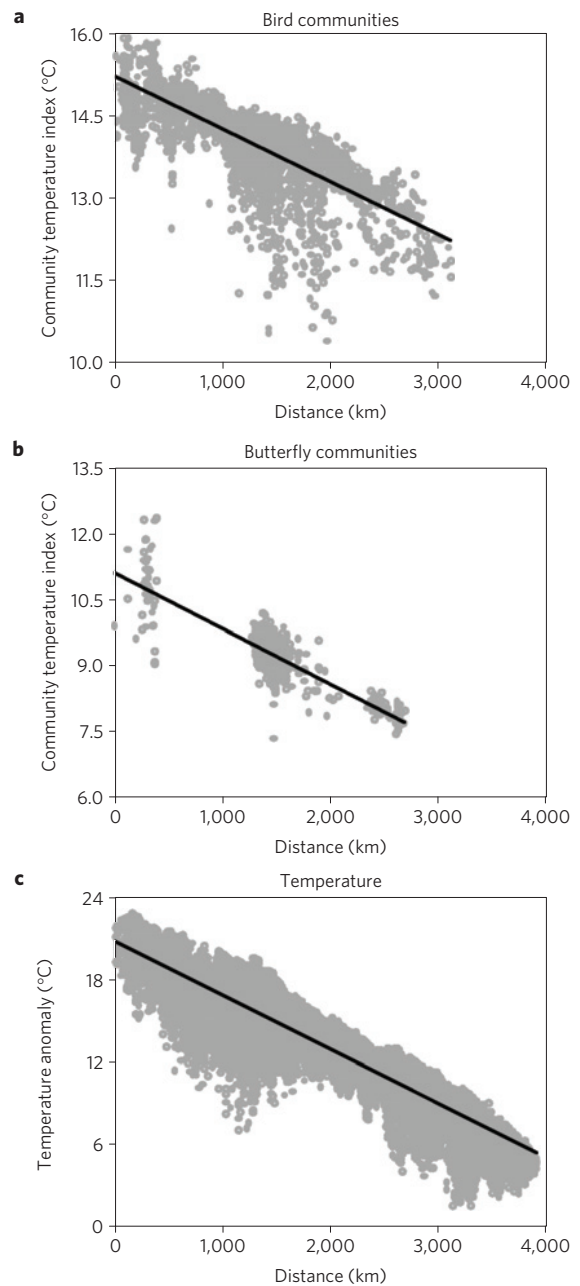 a
Bird communities
Community temperature index (°C)
16.0
14.5
13.0
11.5
10.0
0
1,000
2,000
3,000
4,000
Distance (km)
b
Butterfly communities
Community temperature index (°C)
13.5
12.0
10.5
9.0
7.5
6.0
0
1,000
2,000
3,000
4,000
Distance (km)
c
Temperature
Temperature anomaly (°C)
24
18
12
6
0
0
1,000
2,000
3,000
4,000
Distance (km)